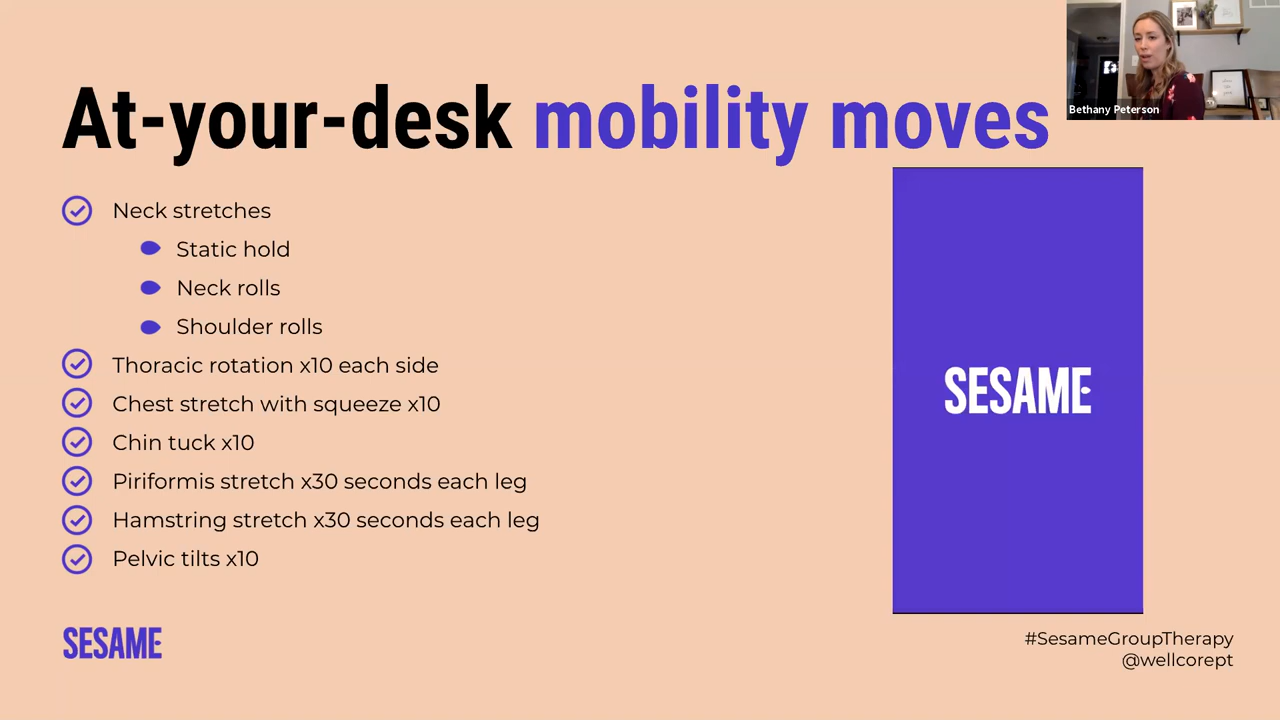 Bethany Peterson
At-your-desk mobility moves
Neck stretches
Static hold
Neck rolls
Shoulder rolls
Thoracic rotation x10 each side
Chest stretch with squeeze x10
Chin tuck x10
Piriformis stretch x30 seconds each leg
Hamstring stretch x30 seconds each leg
Pelvic tilts x10
SESAME
SESAME
#SesameGroupTherapy
@wellcorept